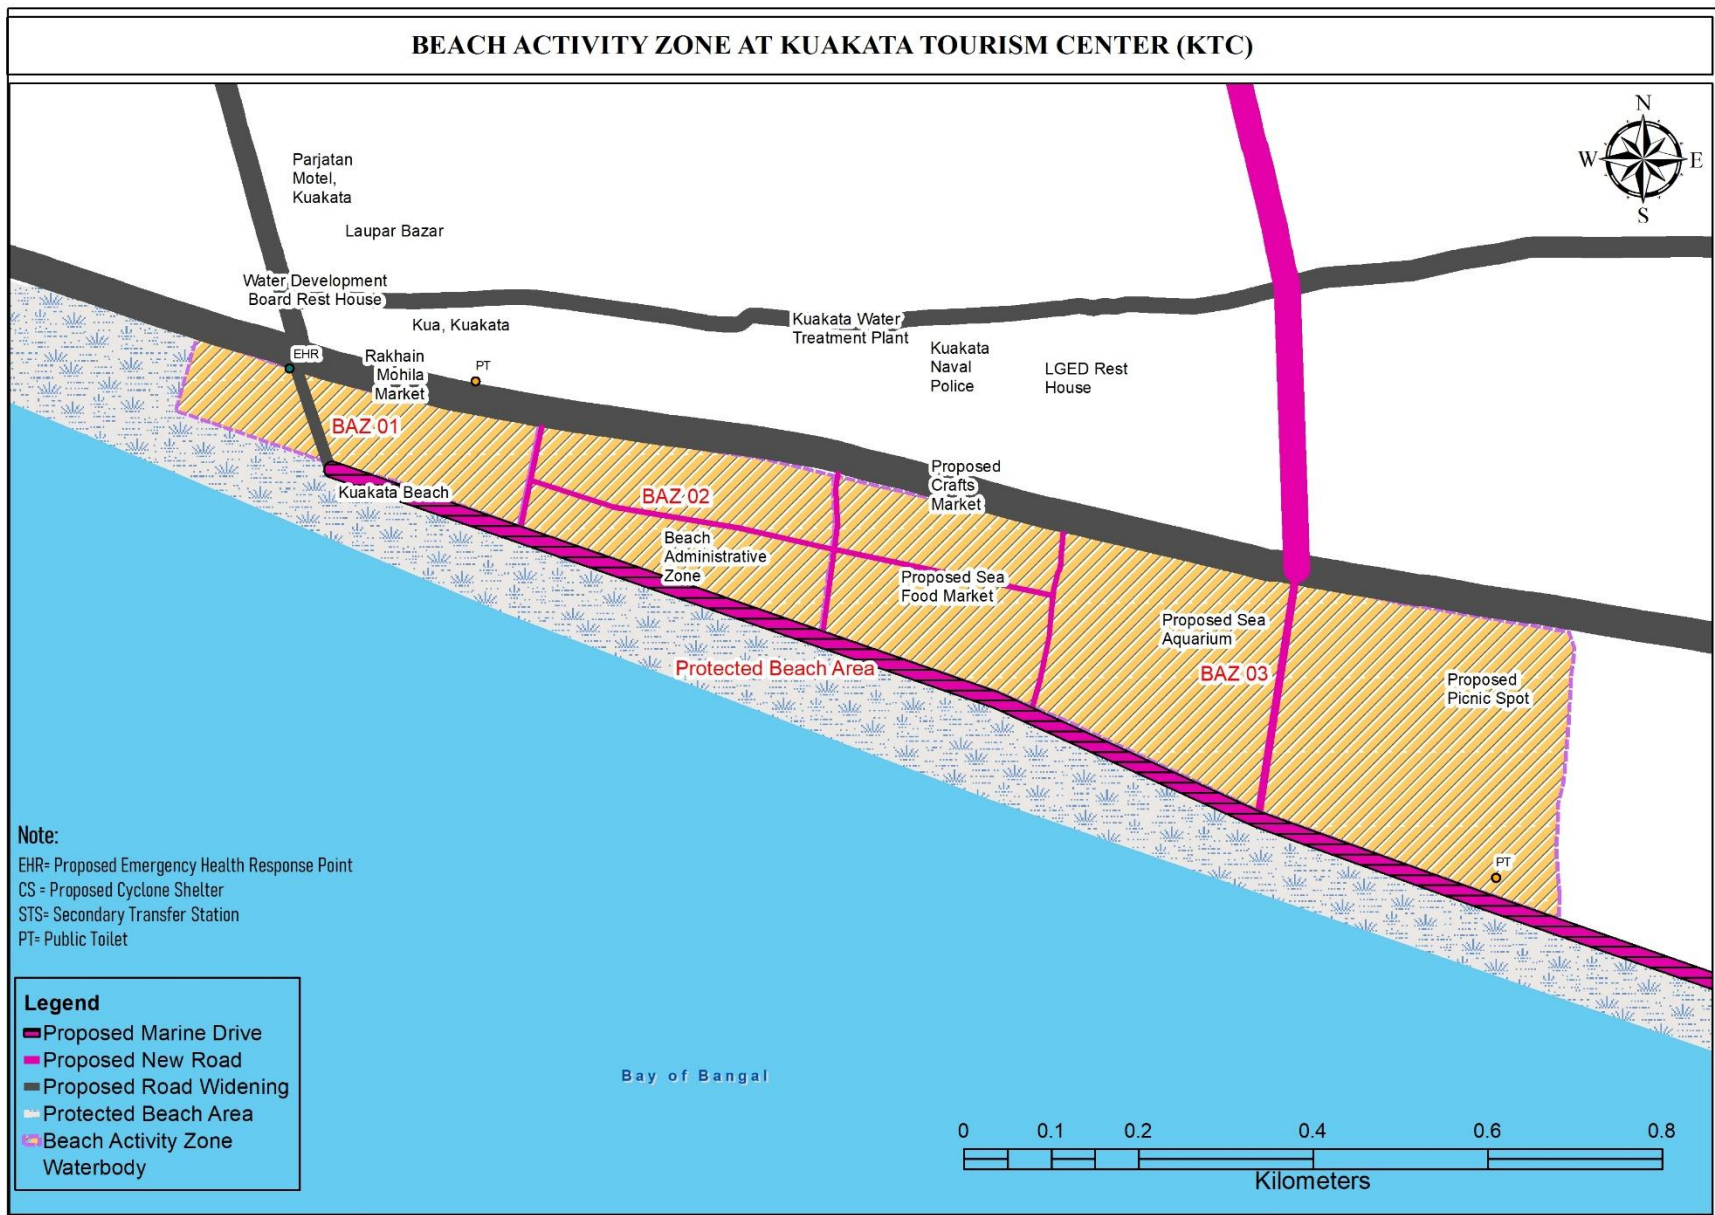 BEACH ACTIVITY ZONE AT KUAKATA TOURISM CENTER (KTC)
N
W
E
S
Parjatan
Motel,
Kuakata
Laupar Bazar
Water Development
Board Rest House
Kua, Kuakata
Kuakata Water
Treatment Plant
Kuakata
Naval
Police
LGED Rest
House
EHR
Rakhain
Mohila
Market
PT
BAZ 01
Kuakata Beach
BAZ 02
Beach
Administrative
Zone
Proposed
Crafts
Market
Proposed Sea
Food Market
Proposed Sea
Aquarium
BAZ 03
Proposed
Picnic Spot
Protected Beach Area
PT
Note:
EHR= Proposed Emergency Health Response Point
CS = Proposed Cyclone Shelter
STS= Secondary Transfer Station
PT= Public Toilet
Legend
Proposed Marine Drive
Proposed New Road
Proposed Road Widening
Protected Beach Area
Beach Activity Zone
Waterbody
Bay of Bangal
0 0.1 0.2 0.4 0.6 0.8
Kilometers